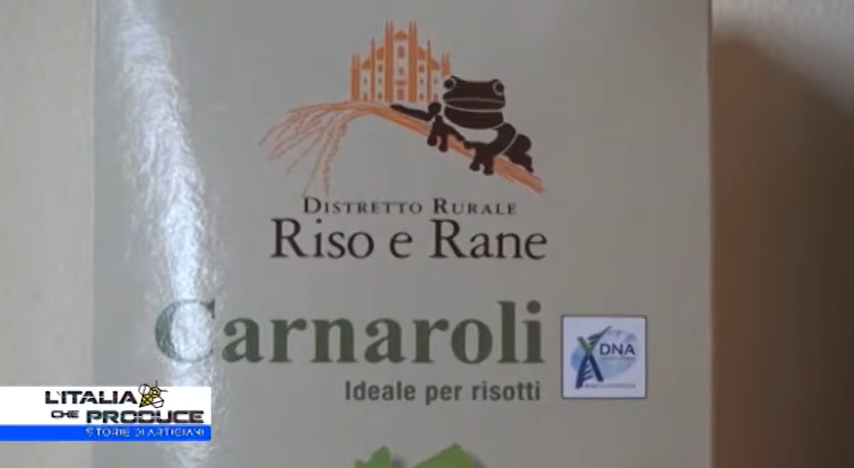 DISTRETTO RURALE
Riso e Rane
Carnaroli
DNA
Ideale per risotti
L'ITALIA
CHE PRODUCE
STORIE DI ARTIGIANI